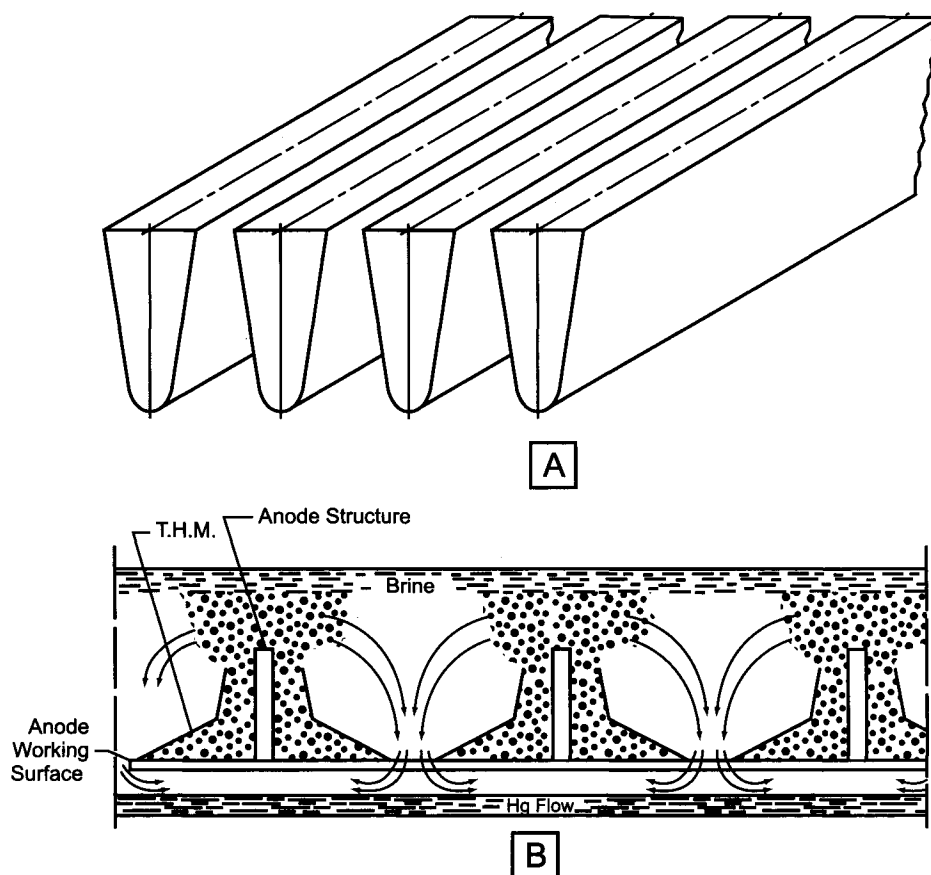 A
T.H.M.
Anode Structure
Brine
Anode
Working
Surface
Hg Flow
B